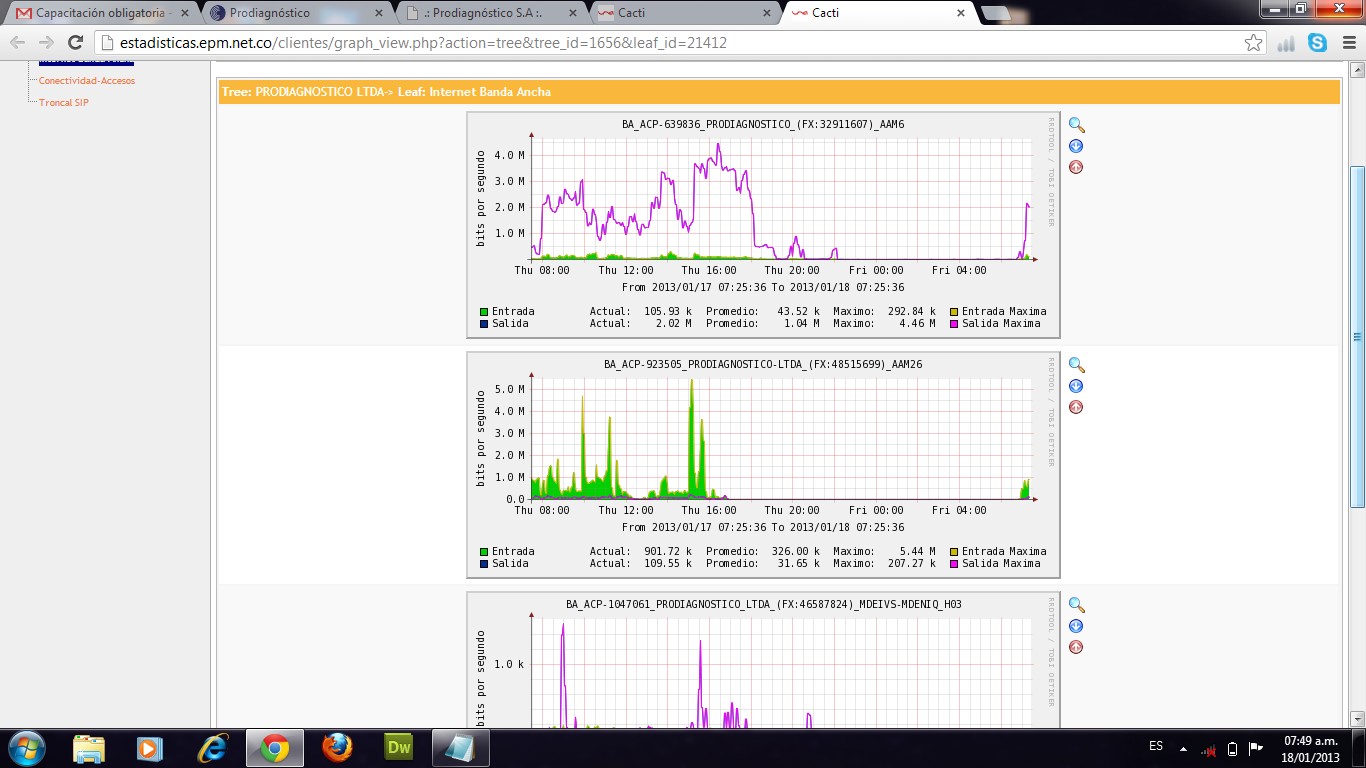 Capacitación obligatoria -
Prodiagnóstico
.: Prodiagnóstico S.A :.
Cacti
Cacti
estadisticas.epm.net.co/clientes/graph_view.php?action=tree&tree_id=1656&leaf_id=21412
Conectividad-Accesos
Troncal SIP
Tree: PRODIAGNOSTICO LTDA-> Leaf: Internet Banda Ancha
BA_ACP-639836_PRODIAGNOSTICO_(FX:32911607)_AAM6
RRDTOOL / TOBI OETIKER
bits por segundo
4.0 M
3.0 M
2.0 M
1.0 M
Thu 08:00 Thu 12:00 Thu 16:00 Thu 20:00 Fri 00:00 Fri 04:00
From 2013/01/17 07:25:36 To 2013/01/18 07:25:36
Entrada Actual: 105.93 k Promedio: 43.52 k Maximo: 292.84 k Entrada Maxima
Salida Actual: 2.02 M Promedio: 1.04 M Maximo: 4.46 M Salida Maxima
BA_ACP-923505_PRODIAGNOSTICO-LTDA_(FX:48515699)_AAM26
RRDTOOL / TOBI OETIKER
bits por segundo
5.0 M
4.0 M
3.0 M
2.0 M
1.0 M
0.0
Thu 08:00 Thu 12:00 Thu 16:00 Thu 20:00 Fri 00:00 Fri 04:00
From 2013/01/17 07:25:36 To 2013/01/18 07:25:36
Entrada Actual: 901.72 k Promedio: 326.00 k Maximo: 5.44 M Entrada Maxima
Salida Actual: 109.55 k Promedio: 31.65 k Maximo: 207.27 k Salida Maxima
BA_ACP-1047061_PRODIAGNOSTICO_LTDA_(FX:46587824)_MDEIVS-MDENIQ_H03
RRDTOOL / TOBI OETIKER
bits por segundo
1.0 k
Dw
ES
07:49 a.m.
18/01/2013